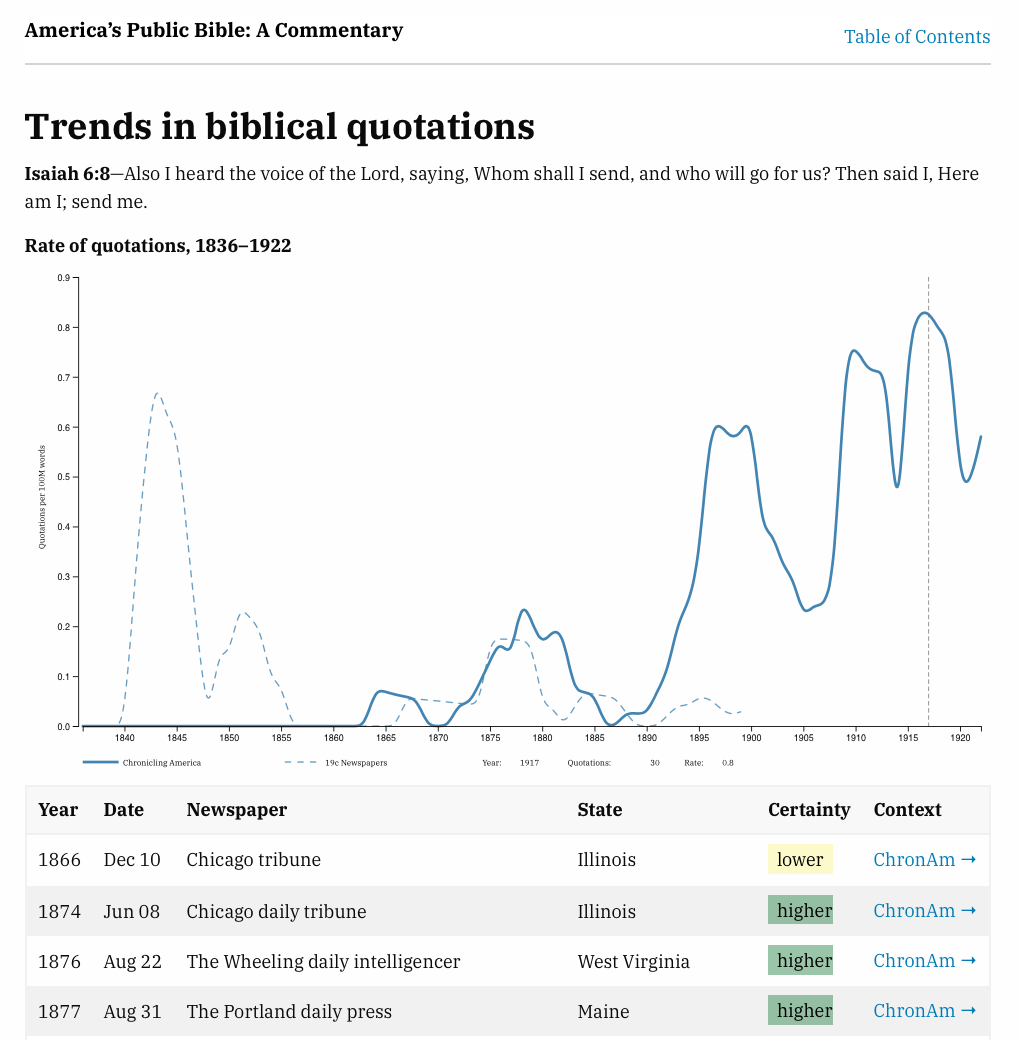 America’s Public Bible: A Commentary
Table of Contents
Trends in biblical quotations
Isaiah 6:8—Also I heard the voice of the Lord, saying, Whom shall I send, and who will go for us? Then said I, Here
am I; send me.
Rate of quotations, 1836–1922
0.9
0.8
0.7
0.6
0.5
0.4
0.3
0.2
0.1
0.0
Quotations per 100M words
1840 1845 1850 1855 1860 1865 1870 1875 1880 1885 1890 1895 1900 1905 1910 1915 1920
Chronicling America 19c Newspapers Year: 1917 Quotations: 30 Rate: 0.8
Year Date Newspaper State Certainty Context
1866 Dec 10 Chicago tribune Illinois lower ChronAm ➞
1874 Jun 08 Chicago daily tribune Illinois higher ChronAm ➞
1876 Aug 22 The Wheeling daily intelligencer West Virginia higher ChronAm ➞
1877 Aug 31 The Portland daily press Maine higher ChronAm ➞